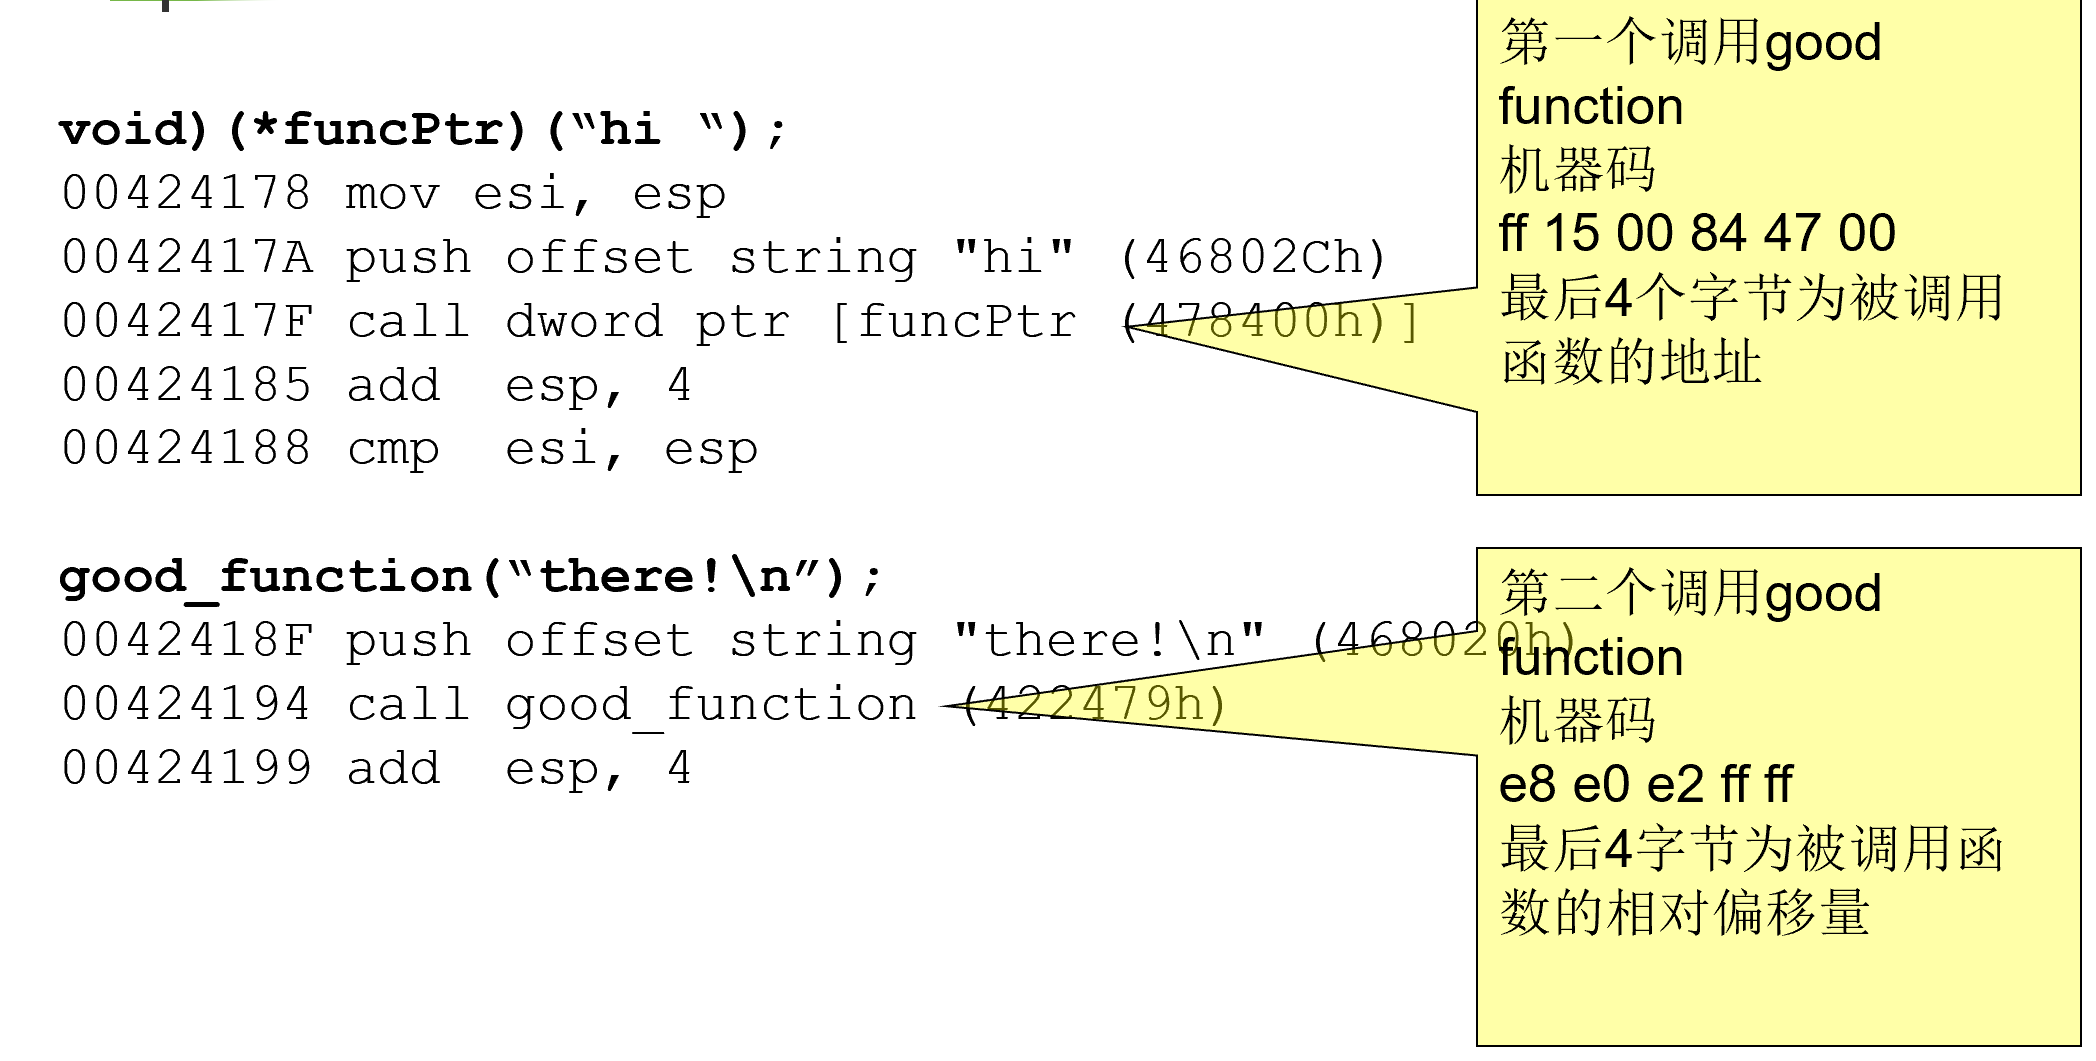 void)(*funcPtr)(“hi “);
00424178 mov esi, esp
0042417A push offset string "hi" (46802Ch)
0042417F call dword ptr [funcPtr (478400h)]
00424185 add  esp, 4
00424188 cmp  esi, esp
第一个调用good
function
机器码
ff 15 00 84 47 00
最后4个字节为被调用
函数的地址
good_function(“there!\n”);
0042418F push offset string "there!\n" (468020h)
00424194 call good_function (422479h)
00424199 add  esp, 4
第二个调用good
function
机器码
e8 e0 e2 ff ff
最后4字节为被调用函
数的相对偏移量